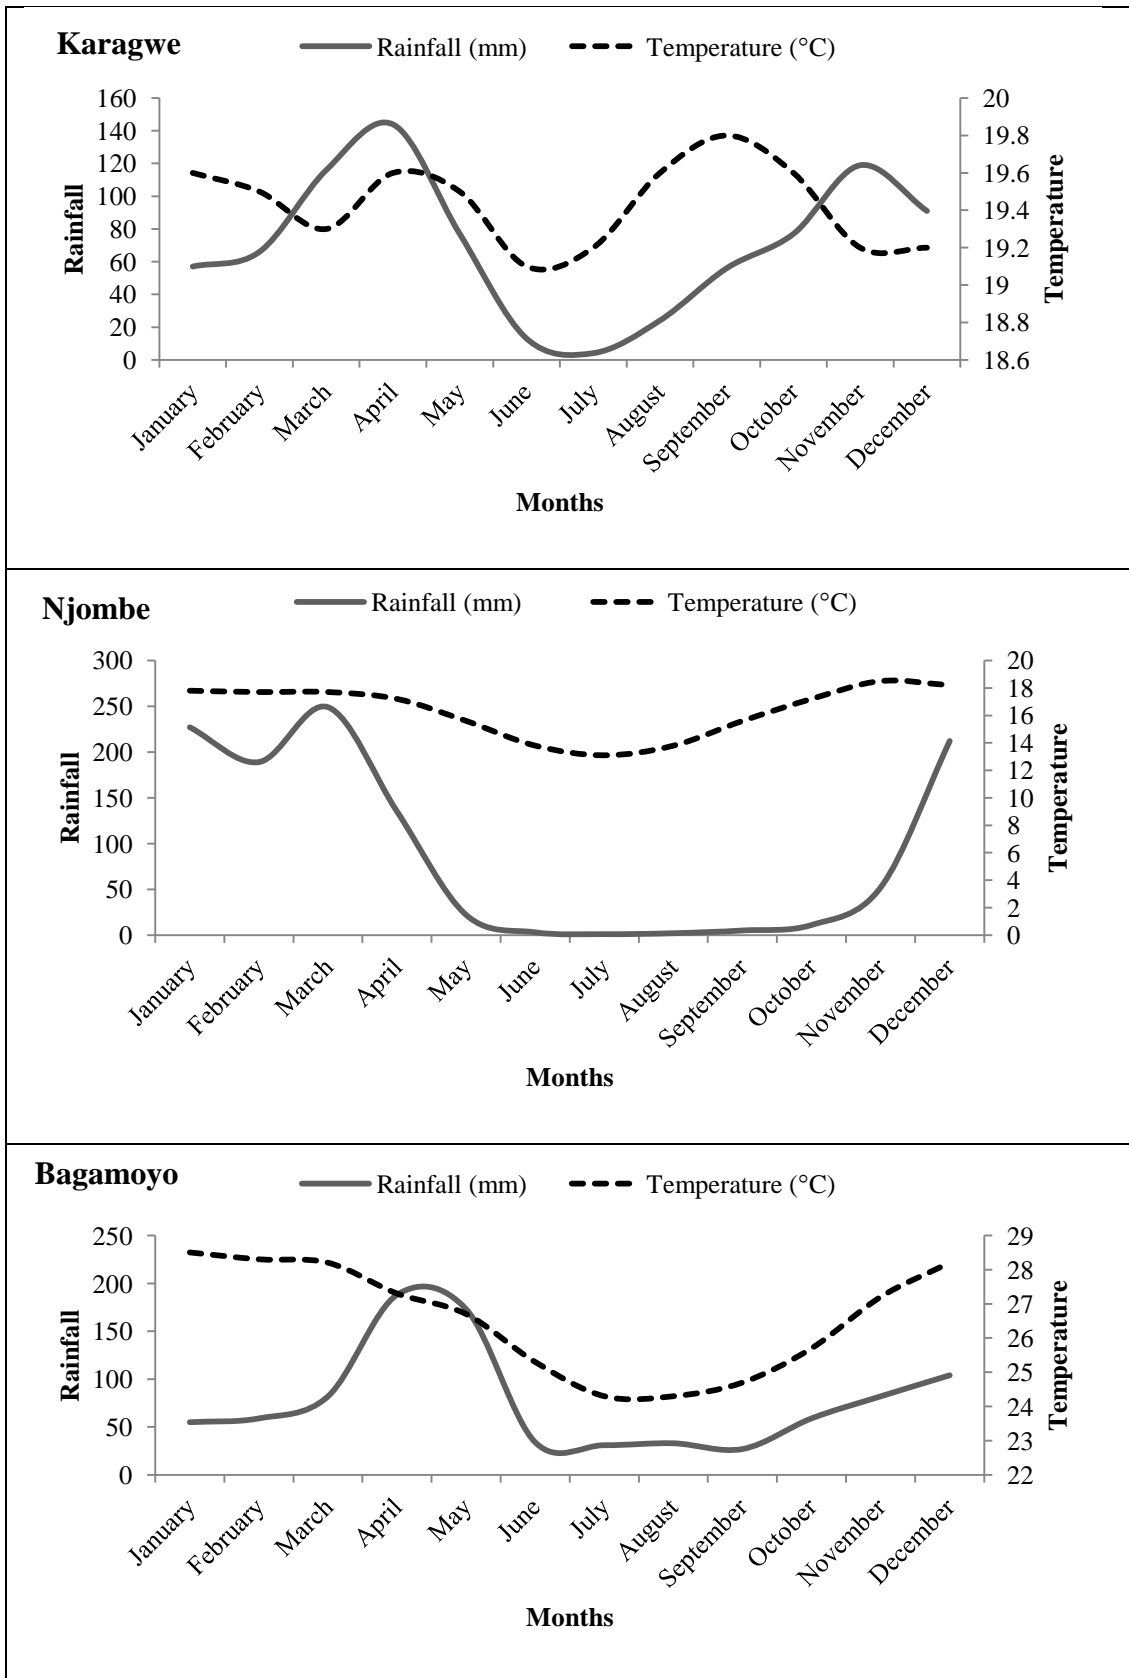 Karagwe
Rainfall (mm) Temperature (°C)
160 20
140 19.8
120 19.6
100 19.4
80 19.2
60 19
40 18.8
20 18.6
0
Rainfall
Temperature
January February March April May June July August September October November December
Months
Njombe
Rainfall (mm) Temperature (°C)
300 20
250 18
200 16
150 14
100 12
50 10
0 8
6
4
2
0
Rainfall
Temperature
January February March April May June July August September October November December
Months
Bagamoyo
Rainfall (mm) Temperature (°C)
250 29
200 28
150 27
100 26
50 25
0 24
23
22
Rainfall
Temperature
January February March April May June July August September October November December
Months